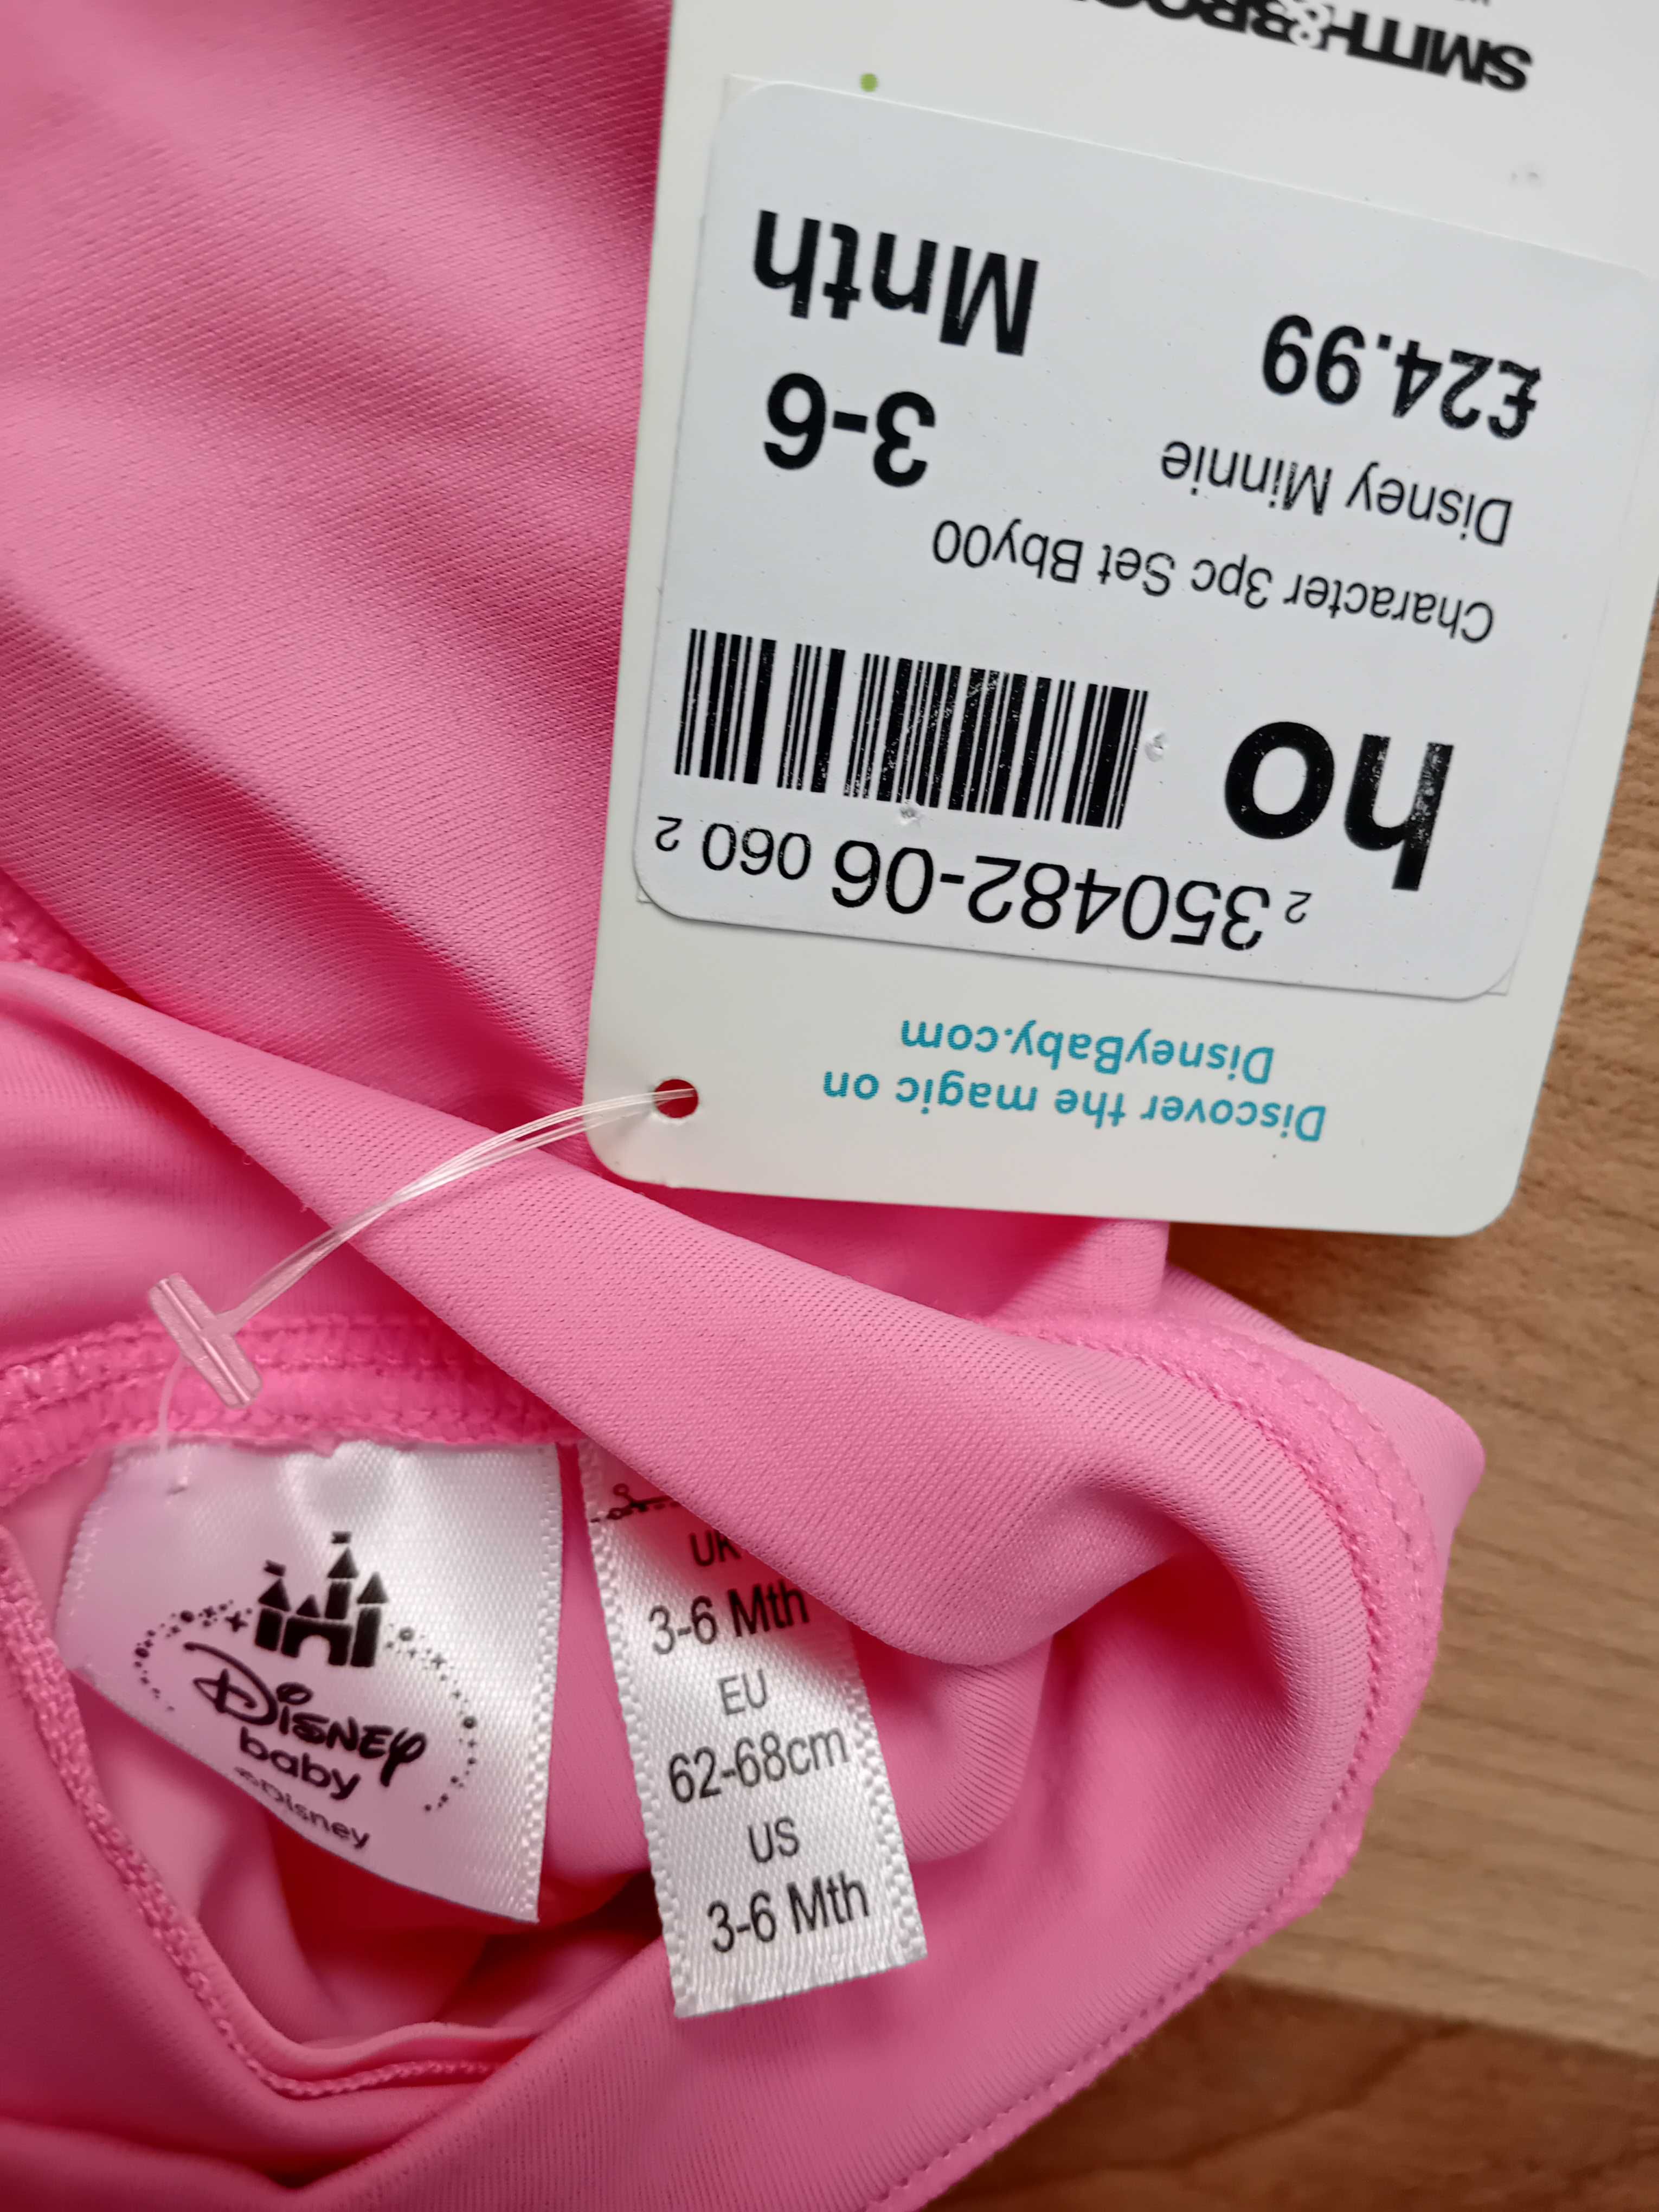 Discover the magic on
DisneyBaby.com
2 350482-06 060 2
ho
Character 3pc Set Bby00
Disney Minnie
£24.99
3-6
Mnth
SMITH&
Disney
baby
©Disney
UK
3-6 Mth
EU
62-68cm
US
3-6 Mth